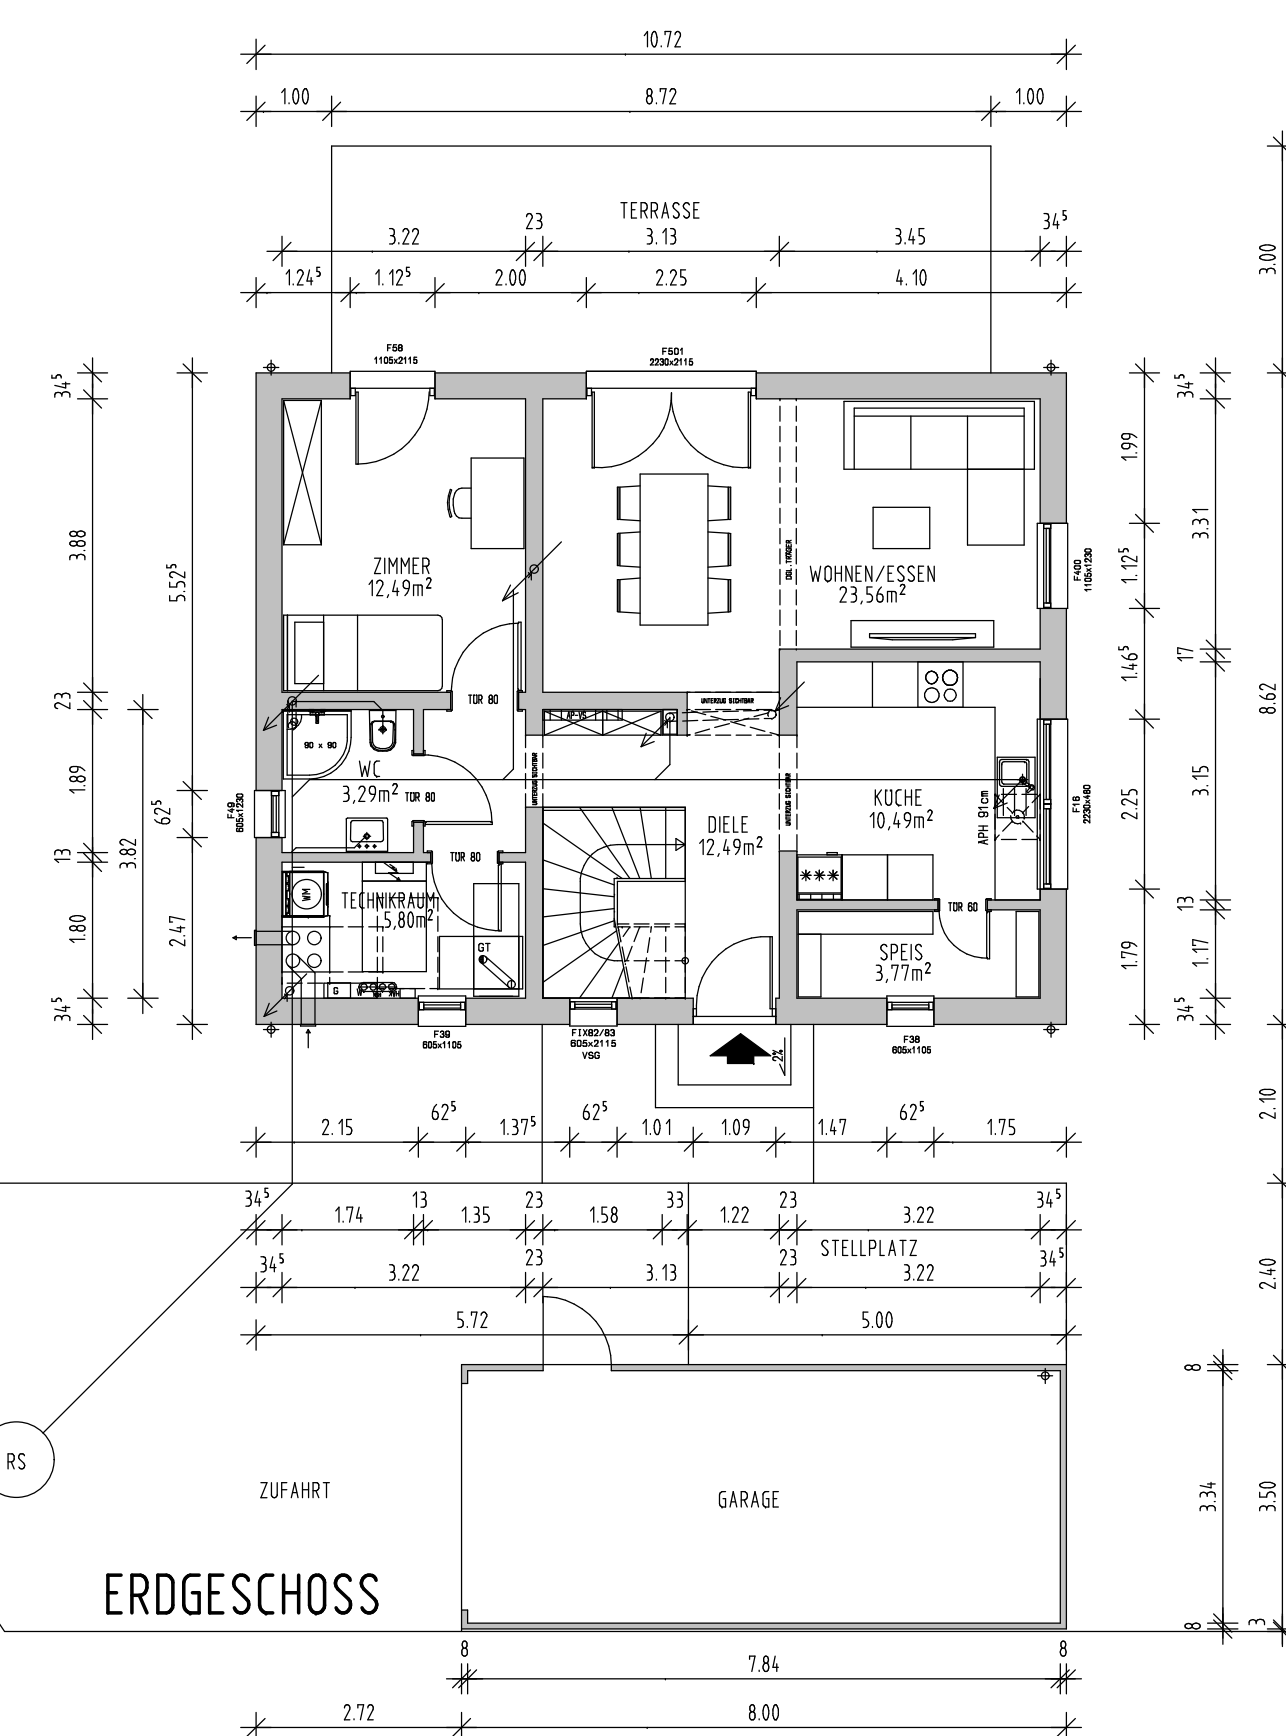 10.72
1.00 8.72 1.00
TERRASSE
23 34⁵
3.22 3.13 3.45
1.24⁵ 1.12⁵ 2.00 2.25 4.10
3.00
F58
1105x2115
F501
2230x2115
34⁵
34⁵
1.99
3.88
3.31
5.52⁵
DGL. TRÄGER
ZIMMER
12,49m²
WOHNEN/ESSEN
23,56m²
F400
1105x1230
1.12⁵
1.46⁵
17
23
TÜR 80
UNTERZUG SICHTBAR
8.62
AP-VS
90 x 90
WC
3,29m²
TÜR 80
UNTERZUG SICHTBAR
UNTERZUG SICHTBAR
1.89
62⁵
F49
605x1230
KÜCHE
10,49m²
APH 91cm
F16
2230x480
2.25
3.15
DIELE
12,49m²
3.82
13
TÜR 80
WM
TECHNIKRAUM
5,80m²
***
TÜR 60
13
1.80
2.47
GT
SPEIS
3,77m²
1.79
1.17
G
34⁵
34⁵
F39
605x1105
FIX82/83
605x2115
VSG
2%
F38
605x1105
2.10
62⁵ 62⁵ 62⁵
2.15 1.37⁵ 1.01 1.09 1.47 1.75
34⁵ 13 23 33 23 34⁵
1.74 1.35 1.58 1.22 3.22
STELLPLATZ
34⁵ 23 23 34⁵
3.22 3.13 3.22
2.40
5.72 5.00
8
RS
ZUFAHRT
GARAGE
3.34
3.50
ERDGESCHOSS
8
3
8 8
7.84
2.72 8.00